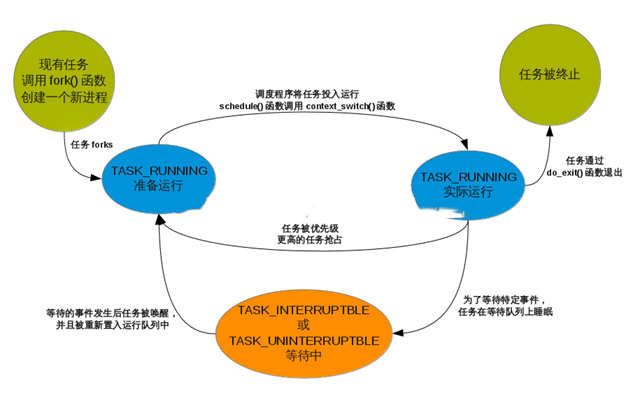 现有任务
调用 fork() 函数
创建一个新进程
任务被终止
调度程序将任务投入运行
schedule() 函数调用 context_switch() 函数
任务 forks
TASK_RUNNING
准备运行
TASK_RUNNING
实际运行
任务通过
do_exit() 函数退出
任务被优先级
更高的任务抢占
等待的事件发生后任务被唤醒，
并且被重新置入运行队列中
TASK_INTERRUPTBLE
或
TASK_UNINTERRUPTBLE
等待中
为了等待特定事件，
任务在等待队列上睡眠